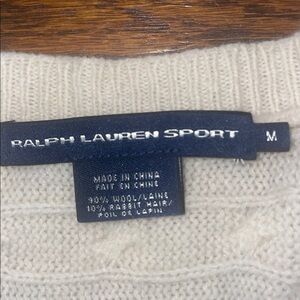 RALPH LAUREN SPORT M
MADE IN CHINA
FAIT EN CHINE
90% WOOL/LAINE
10% RABBIT HAIR/
POIL DE LAPIN